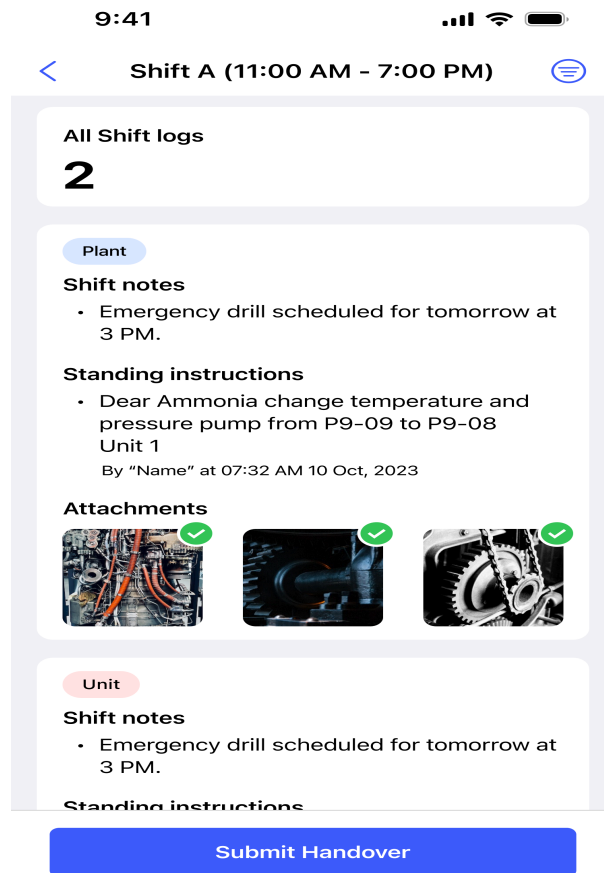 9:41
Shift A (11:00 AM - 7:00 PM)
All Shift logs
2
Plant
Shift notes
• Emergency drill scheduled for tomorrow at
3 PM.
Standing instructions
• Dear Ammonia change temperature and
pressure pump from P9-09 to P9-08
Unit 1
By “Name” at 07:32 AM 10 Oct, 2023
Attachments
Unit
Shift notes
• Emergency drill scheduled for tomorrow at
3 PM.
Standing instructions
Submit Handover